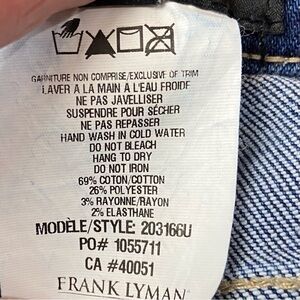 GARNITURE NON COMPRISE/EXCLUSIVE OF TRIM
LAVER A LA MAIN A L'EAU FROIDE
NE PAS JAVELLISER
SUSPENDRE POUR SÉCHER
NE PAS REPASSER
HAND WASH IN COLD WATER
DO NOT BLEACH
HANG TO DRY
DO NOT IRON
69% COTON/COTTON
26% POLYESTER
3% RAYONNE/RAYON
2% ELASTHANE
MODÈLE/STYLE: 203166U
PO# 1055711
CA #40051
FRANK LYMAN